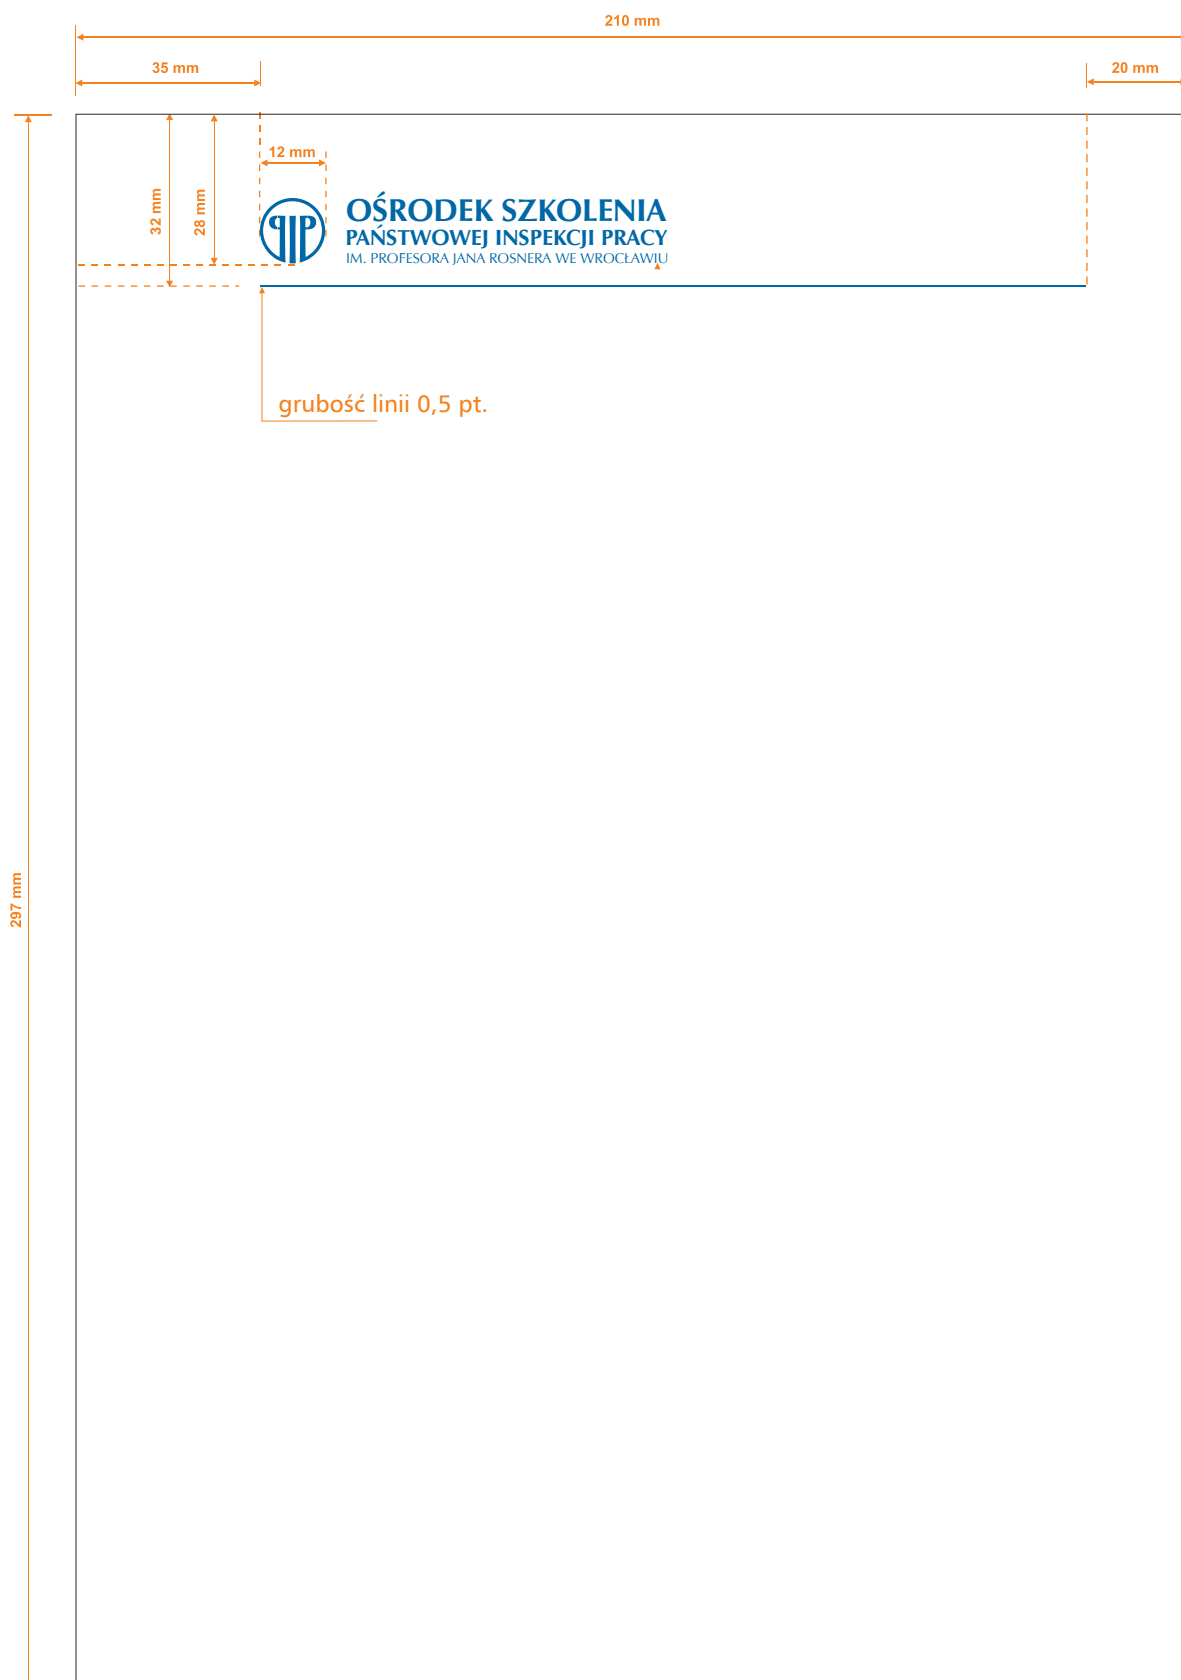 210 mm
35 mm
20 mm
12 mm
32 mm
28 mm
PIP
OŚRODEK SZKOLENIA
PAŃSTWOWEJ INSPEKCJI PRACY
IM. PROFESORA JANA ROSNERA WE WROCŁAWIU
grubość linii 0,5 pt.
297 mm